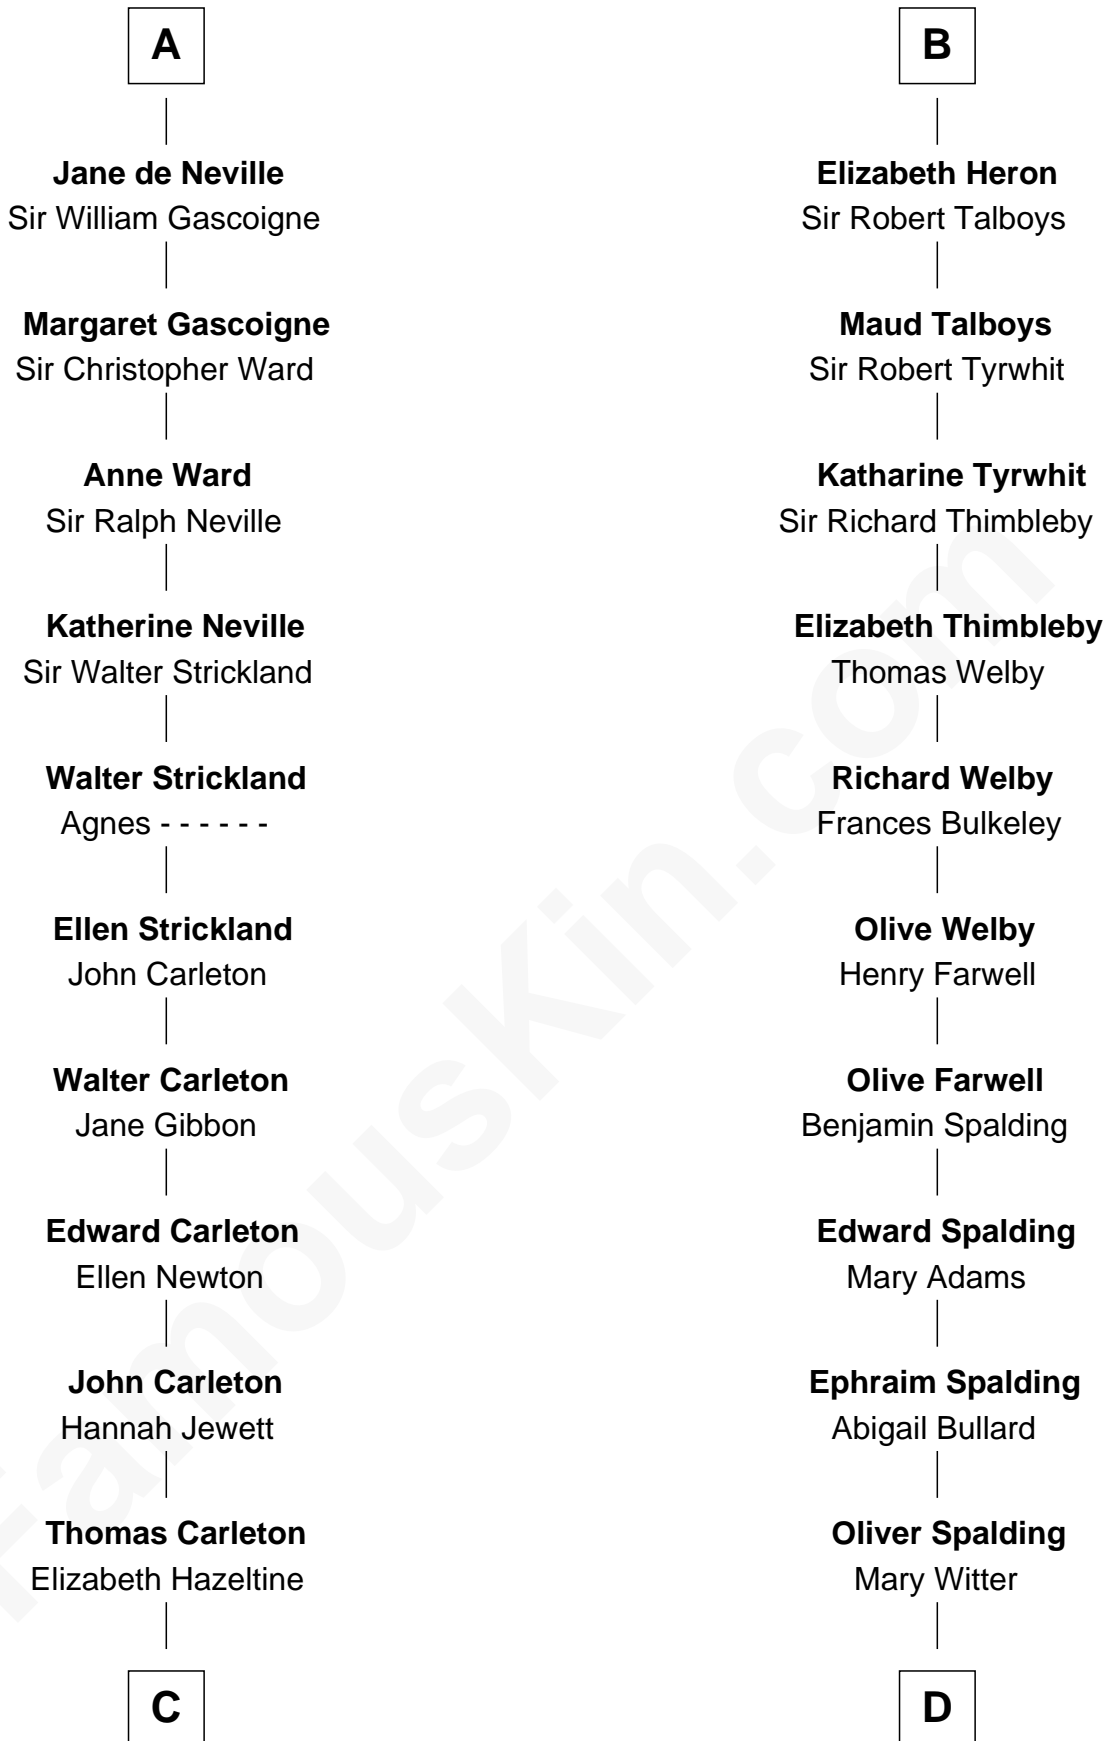 A
Jane de Neville
Sir William Gascoigne
Margaret Gascoigne
Sir Christopher Ward
Anne Ward
Sir Ralph Neville
Katherine Neville
Sir Walter Strickland
Walter Strickland
Agnes - - - - - -
Ellen Strickland
John Carleton
Walter Carleton
Jane Gibbon
Edward Carleton
Ellen Newton
John Carleton
Hannah Jewett
Thomas Carleton
Elizabeth Hazeltine
C
B
Elizabeth Heron
Sir Robert Talboys
Maud Talboys
Sir Robert Tyrwhit
Katharine Tyrwhit
Sir Richard Thimbleby
Elizabeth Thimbleby
Thomas Welby
Richard Welby
Frances Bulkeley
Olive Welby
Henry Farwell
Olive Farwell
Benjamin Spalding
Edward Spalding
Mary Adams
Ephraim Spalding
Abigail Bullard
Oliver Spalding
Mary Witter
D
FamousKin.com